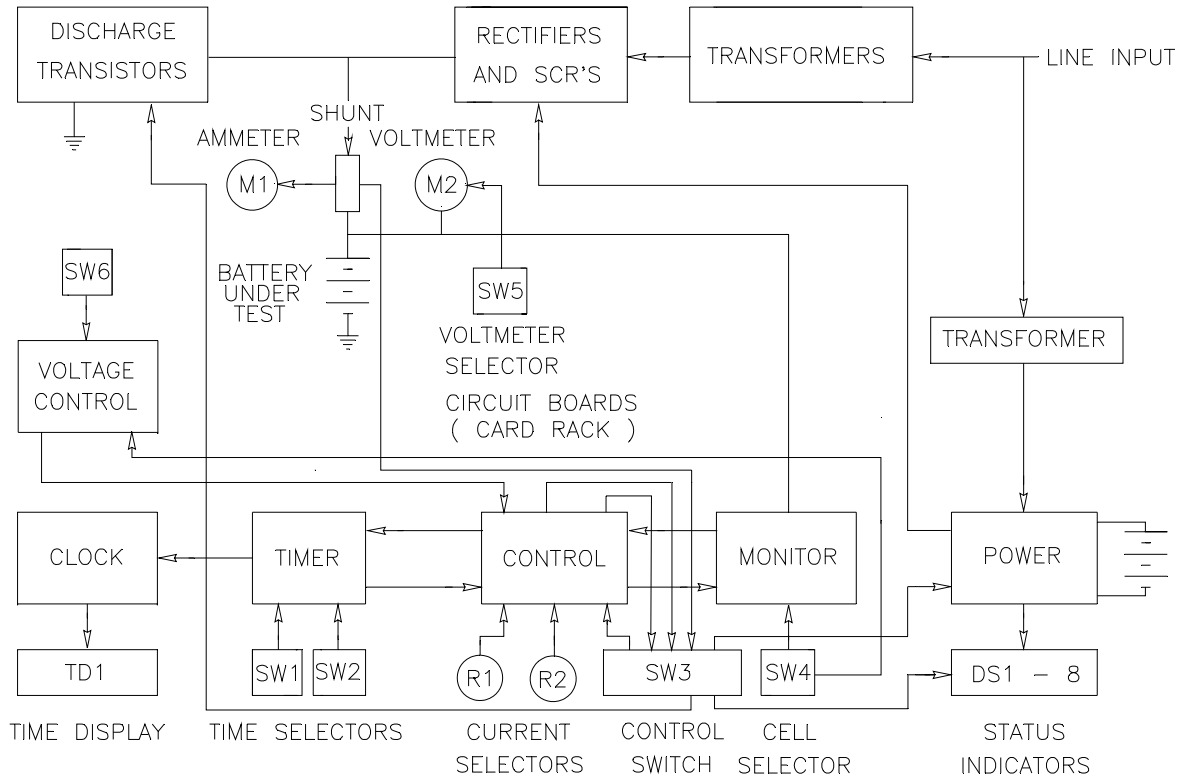 DISCHARGE
TRANSISTORS
RECTIFIERS
AND SCR'S
TRANSFORMERS
LINE INPUT
SHUNT
AMMETER
VOLTMETER
M1
M2
SW6
BATTERY
UNDER
TEST
SW5
VOLTMETER
SELECTOR
TRANSFORMER
VOLTAGE
CONTROL
CIRCUIT BOARDS
( CARD RACK )
CLOCK
TIMER
CONTROL
MONITOR
POWER
TD1
SW1
SW2
R1
R2
SW3
SW4
DS1 - 8
TIME DISPLAY
TIME SELECTORS
CURRENT
SELECTORS
CONTROL
SWITCH
CELL
SELECTOR
STATUS
INDICATORS